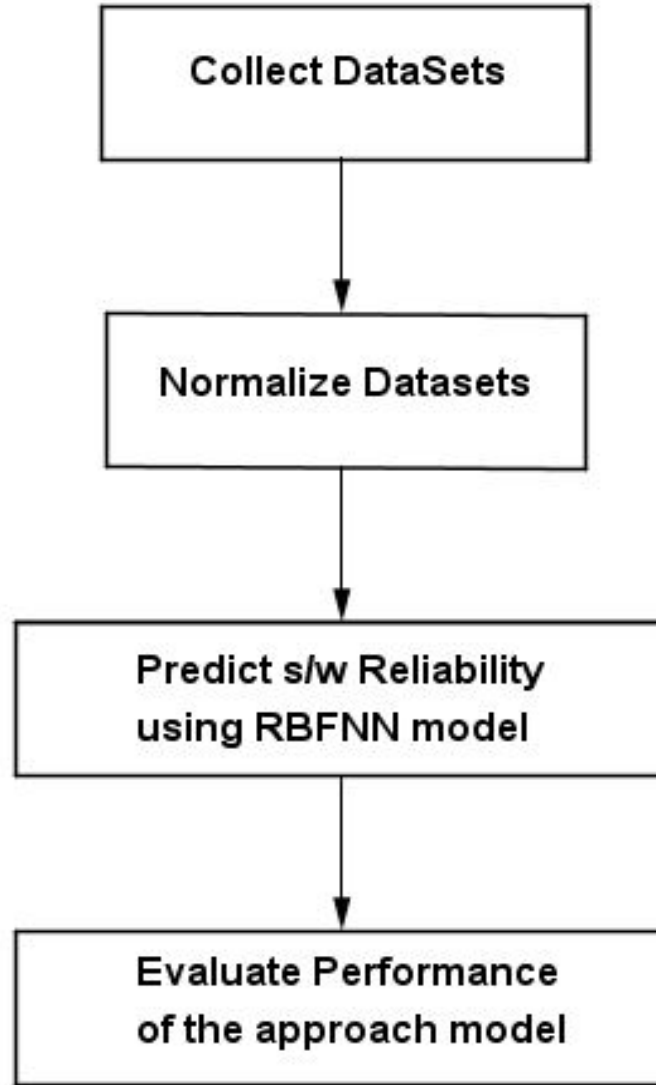 Collect DataSets
Normalize Datasets
Predict s/w Reliability
using RBFNN model
Evaluate Performance
of the approach model